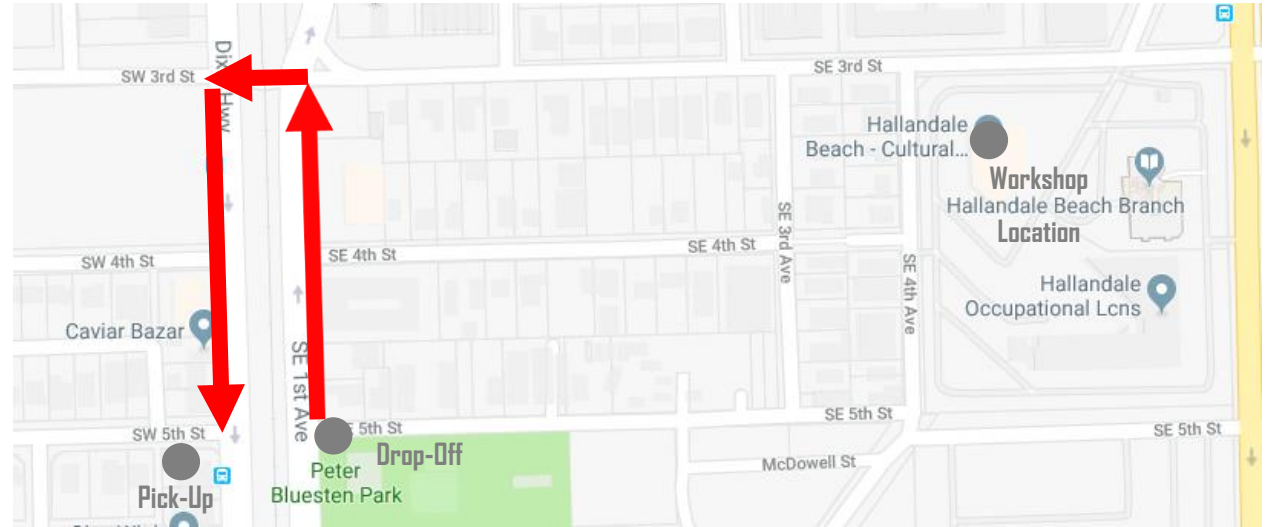 SW 3rd St
Dix
Hwy
SE 3rd St
Hallandale
Beach - Cultural...
Workshop
Hallandale Beach Branch
Location
SE 3rd Ave
SW 4th St
SE 4th St
SE 4th St
SE 4th Ave
Hallandale
Occupational Lcns
Caviar Bazar
SE 1st Ave
SW 5th St
5th St
SE 5th St
SE 5th St
Drop-Off
Pick-Up
Peter
Bluesten Park
McDowell St